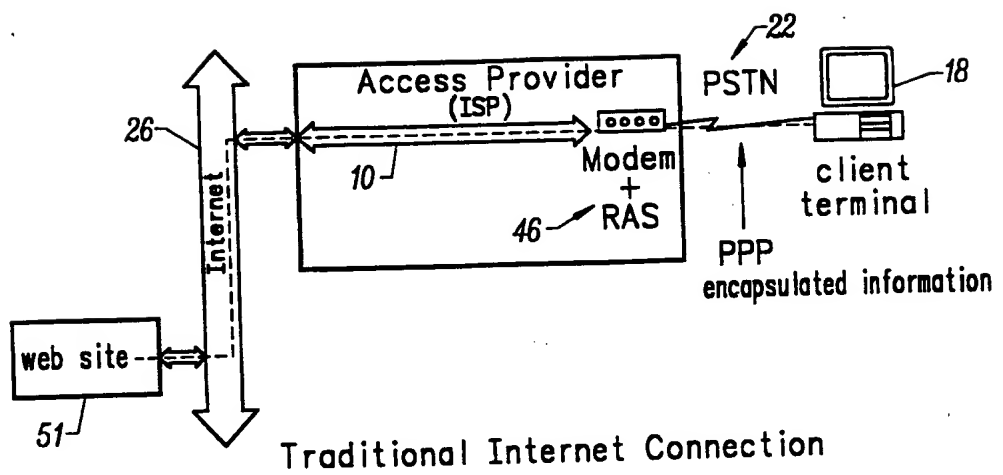 22
Access Provider
(ISP)
PSTN
18
26
10
Modem
+
RAS
46
client
terminal
Internet
PPP
encapsulated information
web site
51
Traditional Internet Connection